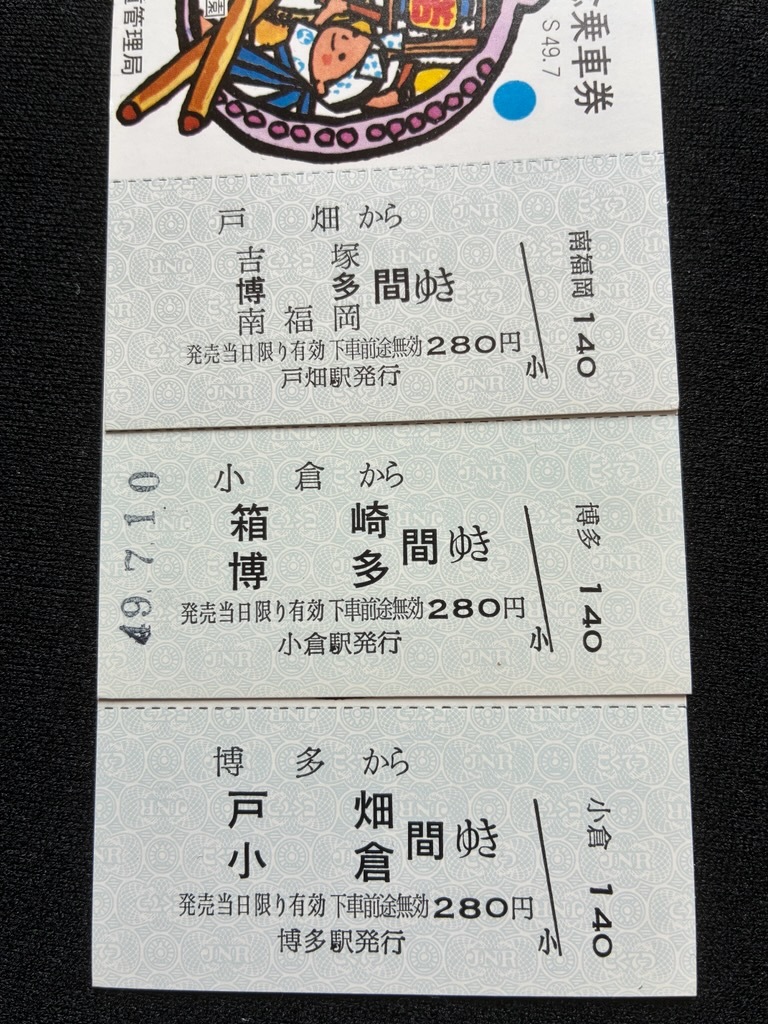 園
管理局
乗車券
S49.7
戸畑から
吉塚
博多間ゆき
南福岡
発売当日限り有効 下車前途無効 280円
戸畑駅発行
小
南福岡 140
49.7.10
小倉から
箱崎
博多間ゆき
発売当日限り有効 下車前途無効 280円
小倉駅発行
小
博多 140
博多から
戸畑
小倉間ゆき
発売当日限り有効 下車前途無効 280円
博多駅発行
小
小倉 140